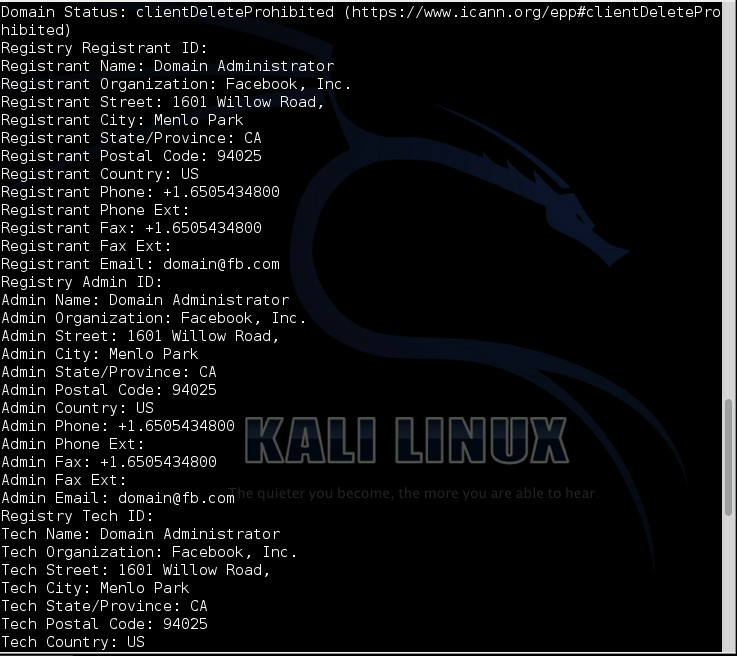 Domain Status: clientDeleteProhibited (https://www.icann.org/epp#clientDeletePro
hibited)
Registry Registrant ID:
Registrant Name: Domain Administrator
Registrant Organization: Facebook, Inc.
Registrant Street: 1601 Willow Road,
Registrant City: Menlo Park
Registrant State/Province: CA
Registrant Postal Code: 94025
Registrant Country: US
Registrant Phone: +1.6505434800
Registrant Phone Ext:
Registrant Fax: +1.6505434800
Registrant Fax Ext:
Registrant Email: domain@fb.com
Registry Admin ID:
Admin Name: Domain Administrator
Admin Organization: Facebook, Inc.
Admin Street: 1601 Willow Road,
Admin City: Menlo Park
Admin State/Province: CA
Admin Postal Code: 94025
Admin Country: US
Admin Phone: +1.6505434800
Admin Phone Ext:
Admin Fax: +1.6505434800
Admin Fax Ext:
Admin Email: domain@fb.com
Registry Tech ID:
Tech Name: Domain Administrator
Tech Organization: Facebook, Inc.
Tech Street: 1601 Willow Road,
Tech City: Menlo Park
Tech State/Province: CA
Tech Postal Code: 94025
Tech Country: US
KALI LINUX
The quieter you become, the more you are able to hear.